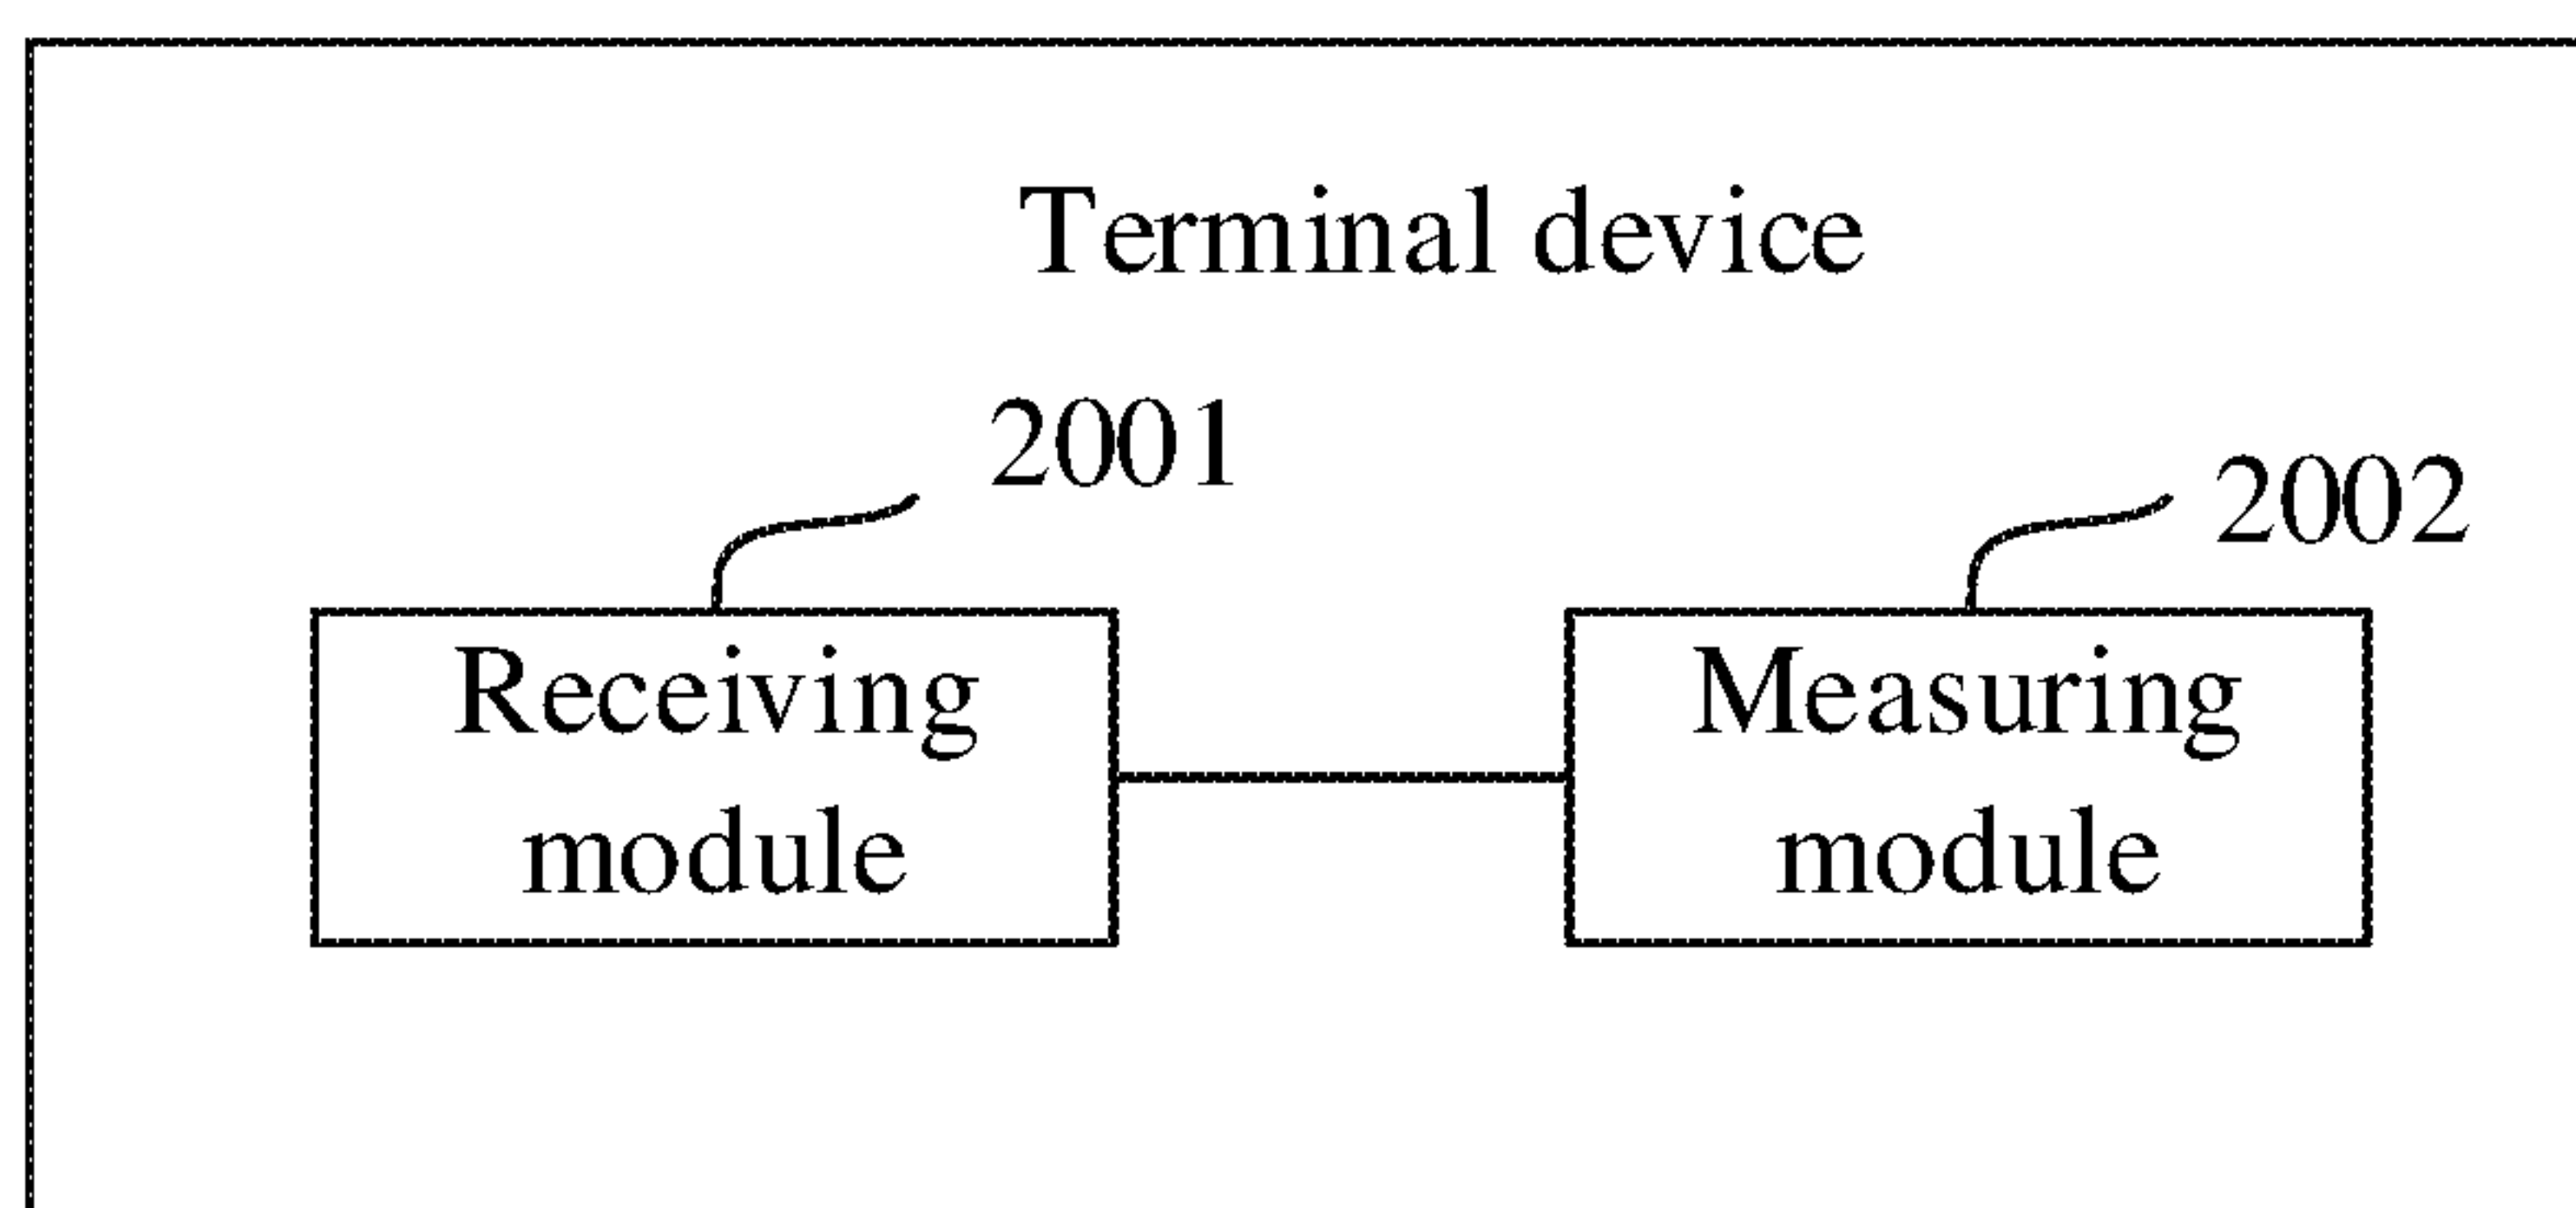 Terminal device
2001
2002
Receiving
module
Measuring
module